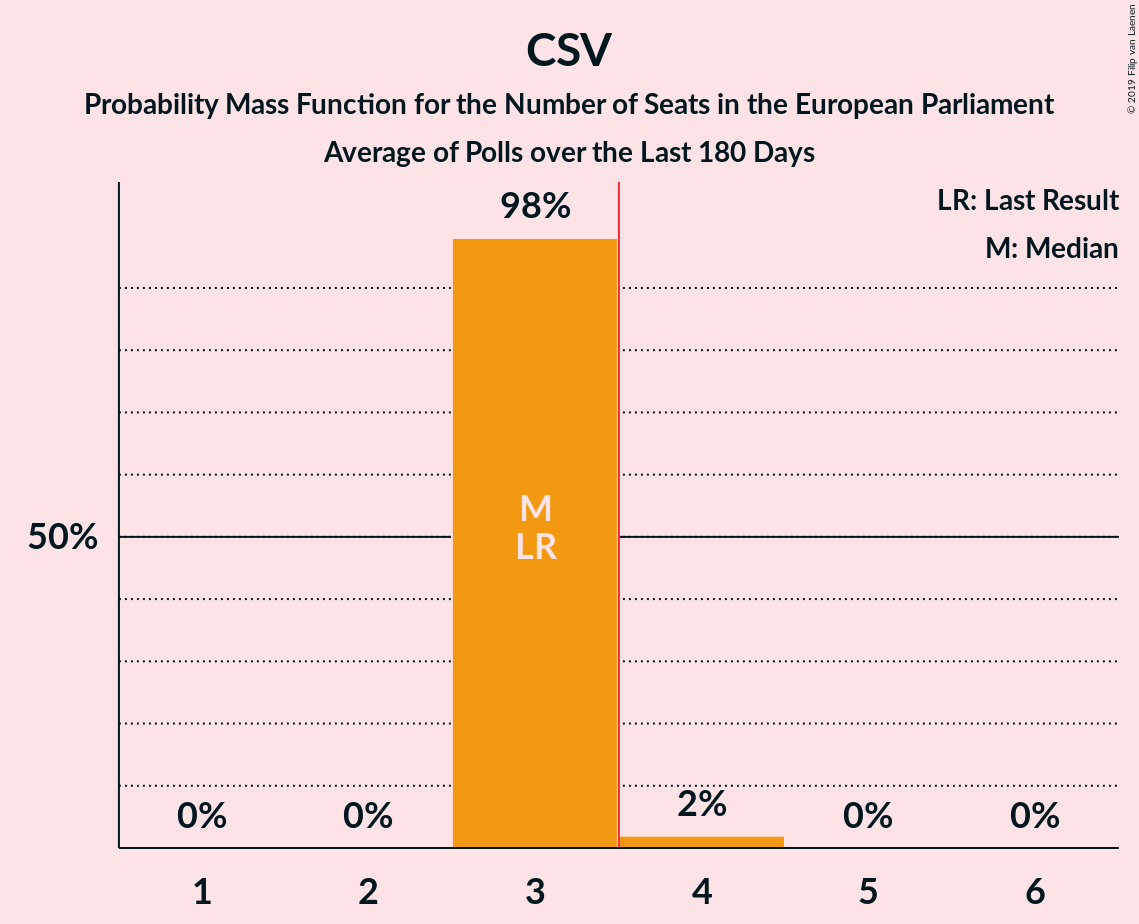 CSV
Probability Mass Function for the Number of Seats in the European Parliament
Average of Polls over the Last 180 Days
© 2019 Filip van Laenen
LR: Last Result
M: Median
98%
M
LR
50%
0%
0%
2%
0%
0%
1
2
3
4
5
6